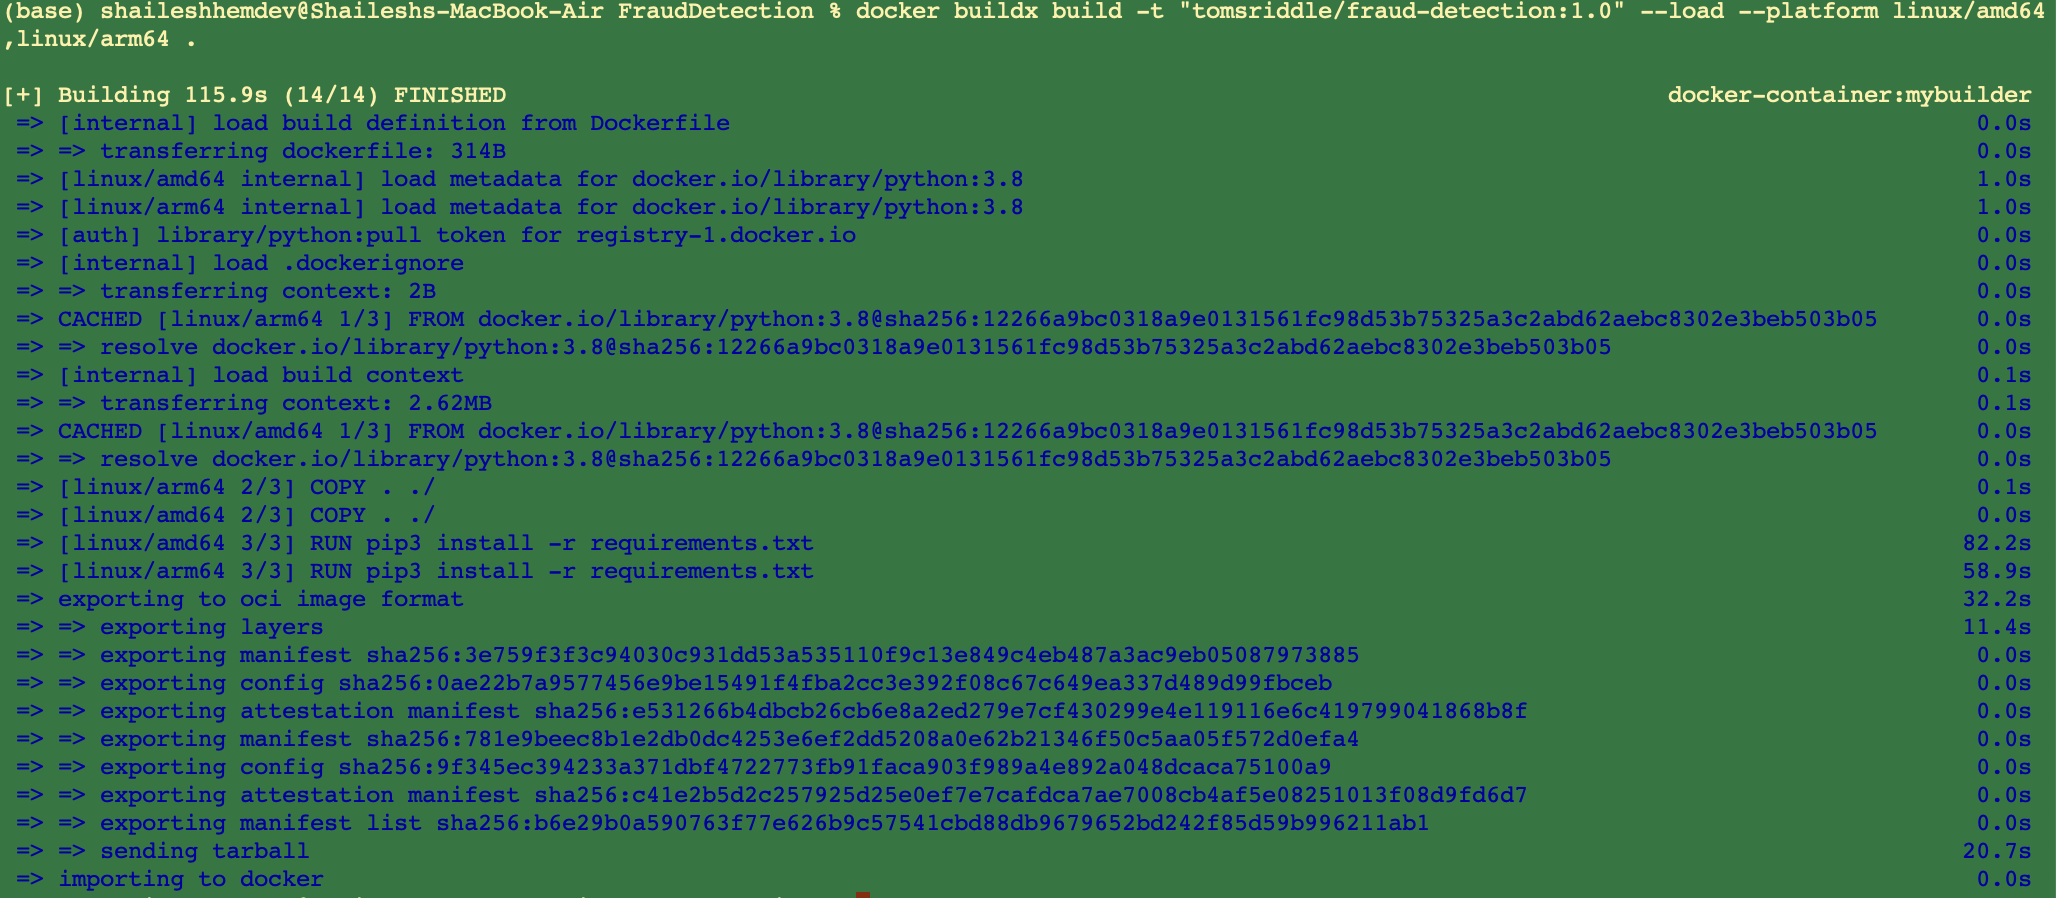 (base) shaileshhemdev@Shaileshs-MacBook-Air FraudDetection % docker buildx build -t "tomsriddle/fraud-detection:1.0" --load --platform linux/amd64
,linux/arm64 .
[+] Building 115.9s (14/14) FINISHED docker-container:mybuilder
=> [internal] load build definition from Dockerfile 0.0s
=> => transferring dockerfile: 314B 0.0s
=> [linux/amd64 internal] load metadata for docker.io/library/python:3.8 1.0s
=> [linux/arm64 internal] load metadata for docker.io/library/python:3.8 1.0s
=> [auth] library/python:pull token for registry-1.docker.io 0.0s
=> [internal] load .dockerignore 0.0s
=> => transferring context: 2B 0.0s
=> CACHED [linux/arm64 1/3] FROM docker.io/library/python:3.8@sha256:12266a9bc0318a9e0131561fc98d53b75325a3c2abd62aebc8302e3beb503b05 0.0s
=> => resolve docker.io/library/python:3.8@sha256:12266a9bc0318a9e0131561fc98d53b75325a3c2abd62aebc8302e3beb503b05 0.0s
=> [internal] load build context 0.1s
=> => transferring context: 2.62MB 0.1s
=> CACHED [linux/amd64 1/3] FROM docker.io/library/python:3.8@sha256:12266a9bc0318a9e0131561fc98d53b75325a3c2abd62aebc8302e3beb503b05 0.0s
=> => resolve docker.io/library/python:3.8@sha256:12266a9bc0318a9e0131561fc98d53b75325a3c2abd62aebc8302e3beb503b05 0.0s
=> [linux/arm64 2/3] COPY . ./ 0.1s
=> [linux/amd64 2/3] COPY . ./ 0.0s
=> [linux/amd64 3/3] RUN pip3 install -r requirements.txt 82.2s
=> [linux/arm64 3/3] RUN pip3 install -r requirements.txt 58.9s
=> exporting to oci image format 32.2s
=> => exporting layers 11.4s
=> => exporting manifest sha256:3e759f3f3c94030c931dd53a535110f9c13e849c4eb487a3ac9eb05087973885 0.0s
=> => exporting config sha256:0ae22b7a9577456e9be15491f4fba2cc3e392f08c67c649ea337d489d99fbceb 0.0s
=> => exporting attestation manifest sha256:e531266b4dbcb26cb6e8a2ed279e7cf430299e4e119116e6c419799041868b8f 0.0s
=> => exporting manifest sha256:781e9beec8b1e2db0dc4253e6ef2dd5208a0e62b21346f50c5aa05f572d0efa4 0.0s
=> => exporting config sha256:9f345ec394233a371dbf4722773fb91faca903f989a4e892a048dcaca75100a9 0.0s
=> => exporting attestation manifest sha256:c41e2b5d2c257925d25e0ef7e7cafdca7ae7008cb4af5e08251013f08d9fd6d7 0.0s
=> => exporting manifest list sha256:b6e29b0a590763f77e626b9c57541cbd88db9679652bd242f85d59b996211ab1 0.0s
=> => sending tarball 20.7s
=> importing to docker 0.0s